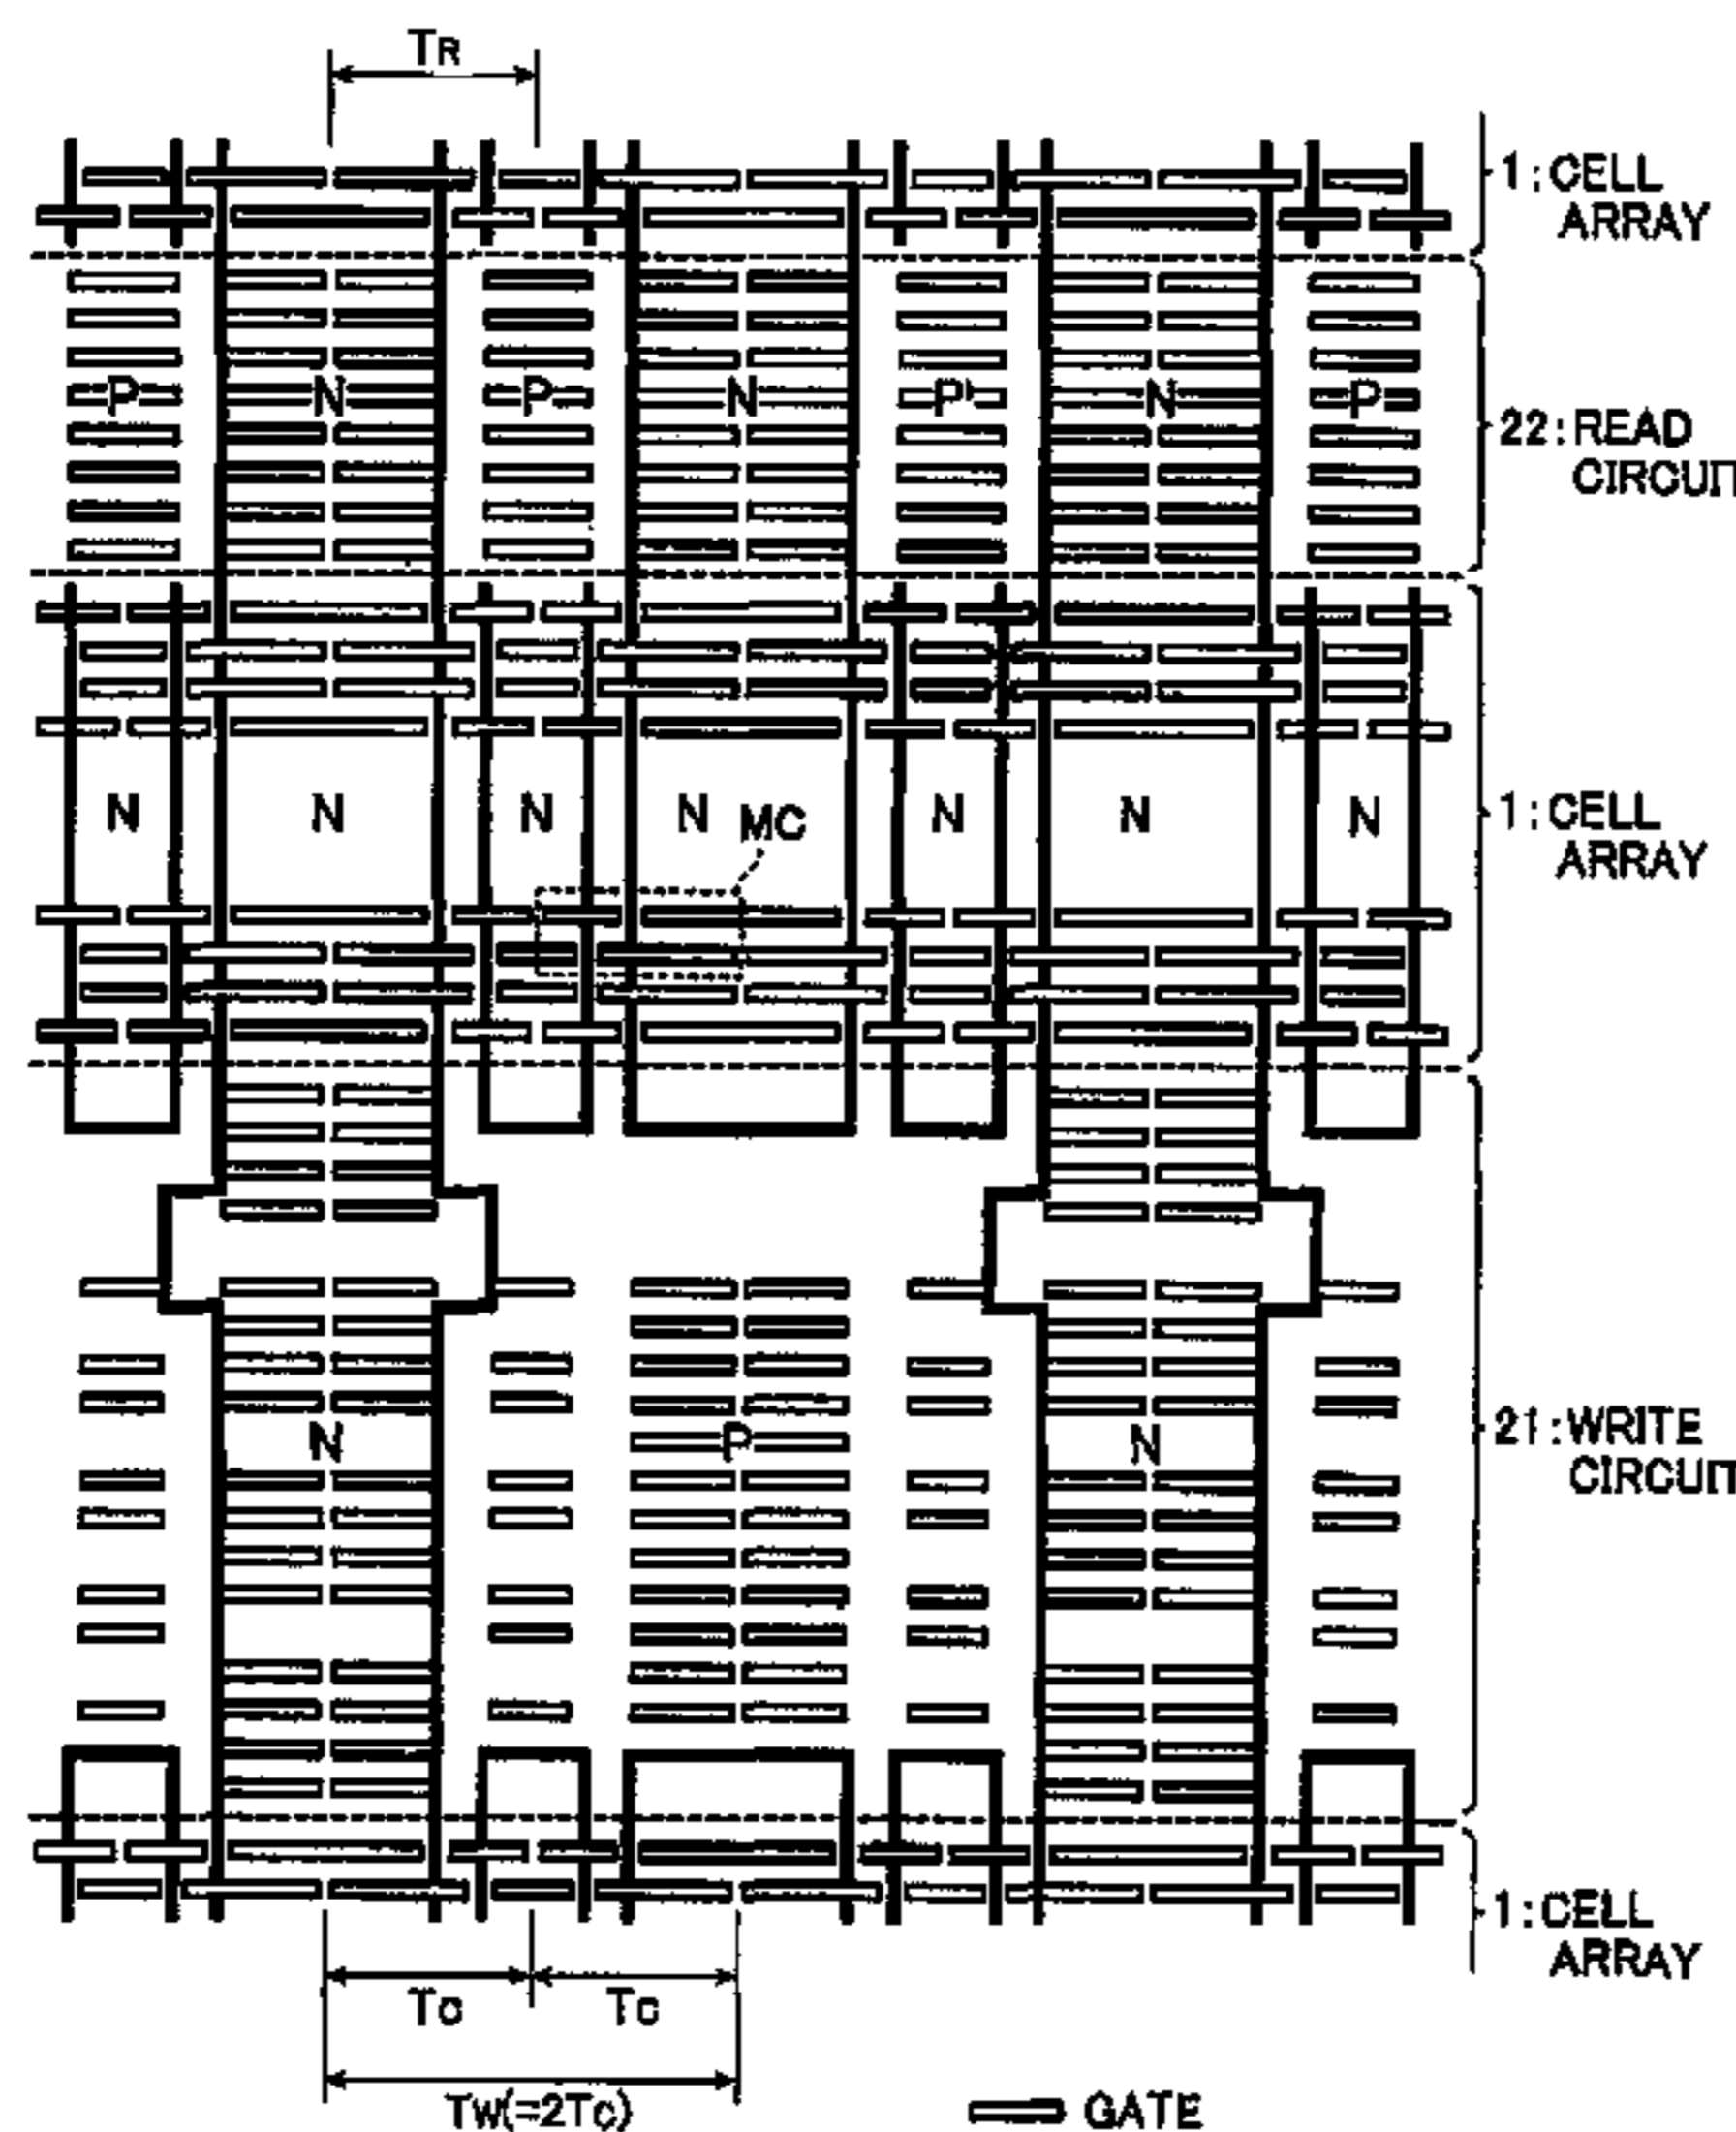 TR
1:CELL
ARRAY
P N P N P N P
22:READ
CIRCUIT
N N N N MC N N N
1:CELL
ARRAY
N P N
21:WRITE
CIRCUIT
1:CELL
ARRAY
TC TC
TW(=2TC)
GATE